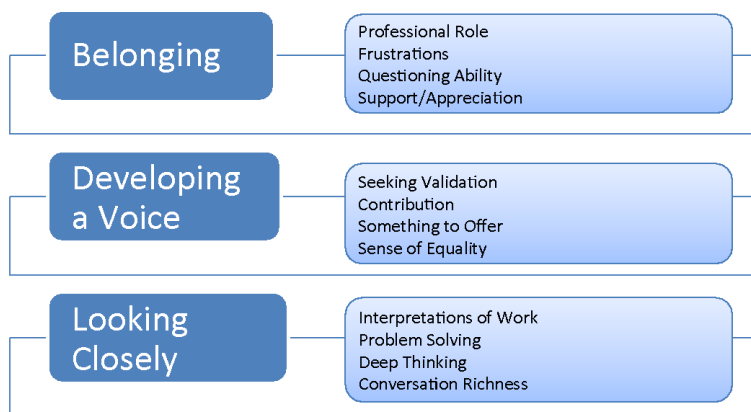 Belonging
Professional Role
Frustrations
Questioning Ability
Support/Appreciation
Developing
a Voice
Seeking Validation
Contribution
Something to Offer
Sense of Equality
Looking
Closely
Interpretations of Work
Problem Solving
Deep Thinking
Conversation Richness